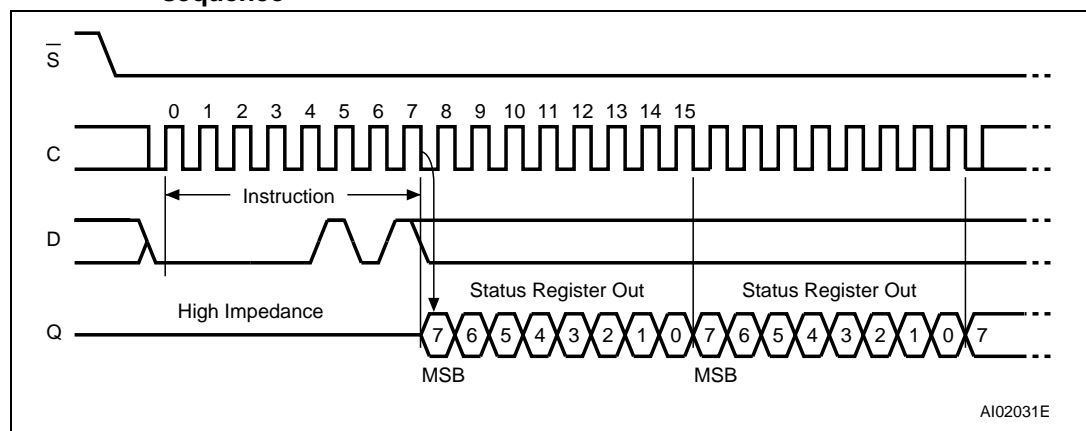 sequence
S
0 1 2 3 4 5 6 7 8 9 10 11 12 13 14 15
C
Instruction
D
Status Register Out Status Register Out
High Impedance
Q 7 6 5 4 3 2 1 0 7 6 5 4 3 2 1 0 7
MSB MSB
AI02031E